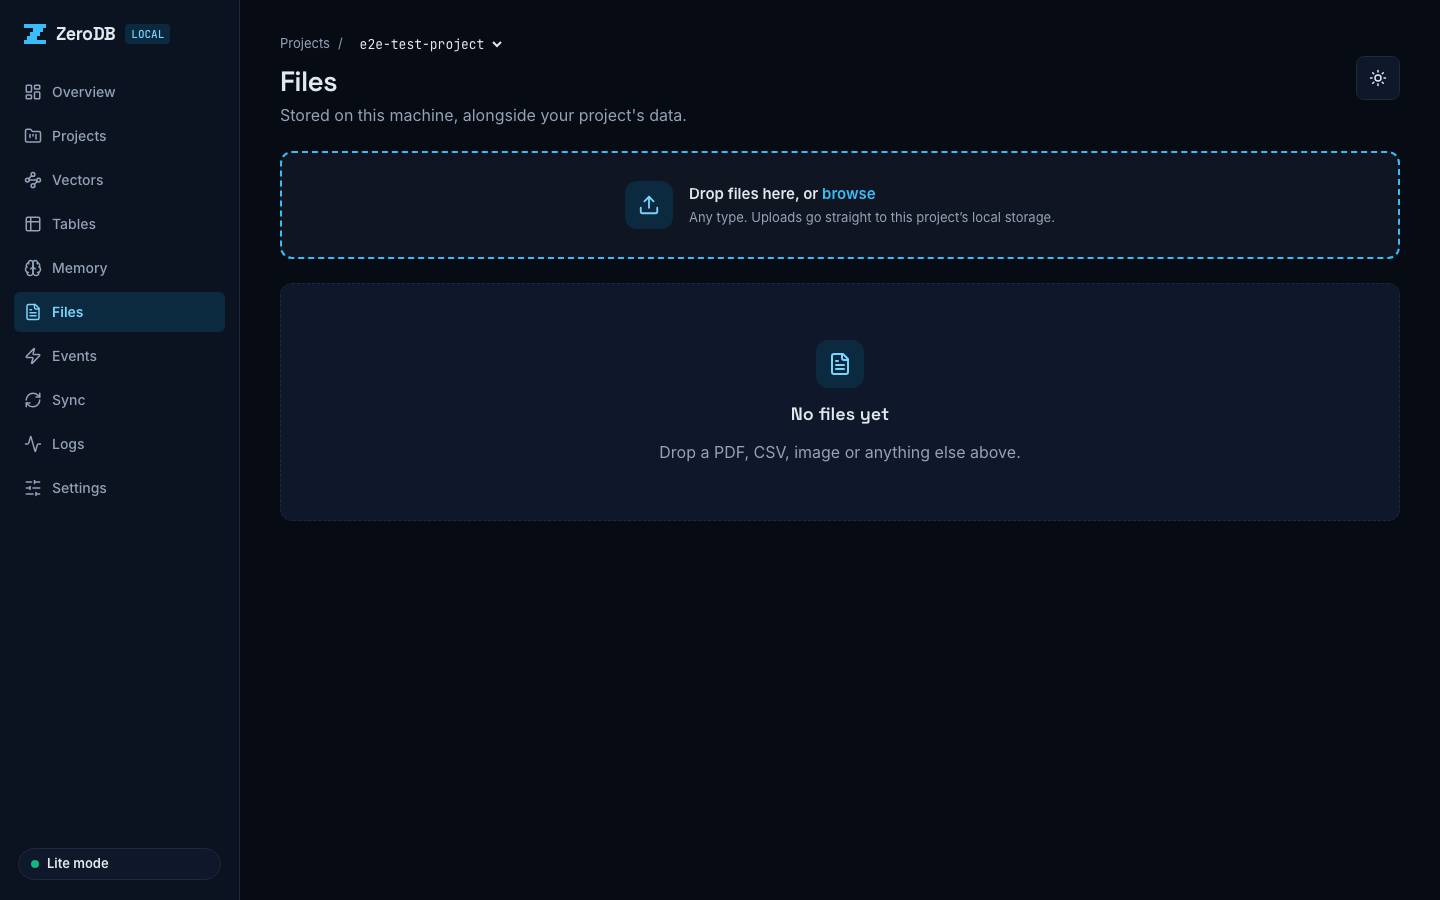 ZeroDB LOCAL
Overview
Projects
Vectors
Tables
Memory
Files
Events
Sync
Logs
Settings
Lite mode
Projects / e2e-test-project
Files
Stored on this machine, alongside your project's data.
Drop files here, or browse
Any type. Uploads go straight to this project’s local storage.
No files yet
Drop a PDF, CSV, image or anything else above.